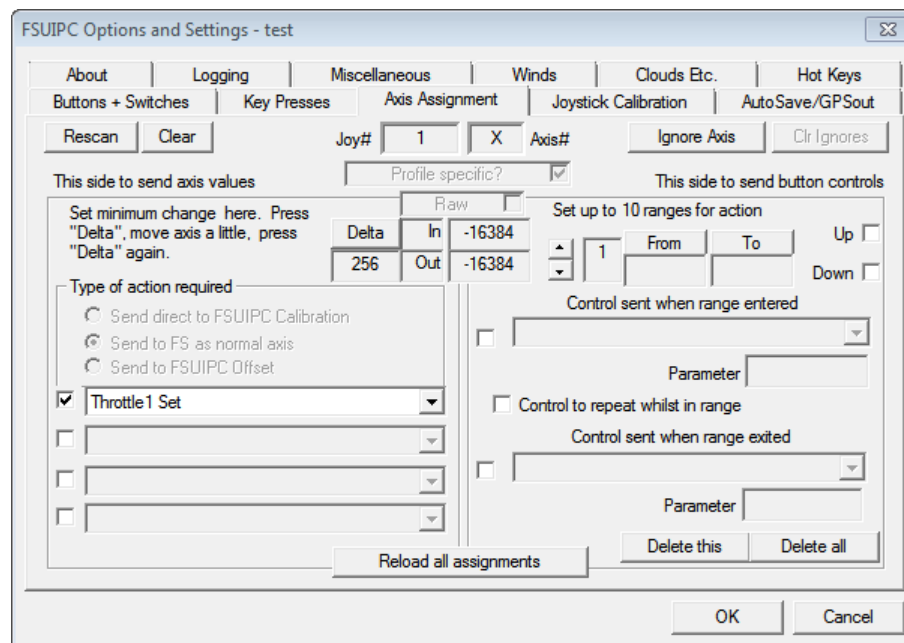 FSUIPC Options and Settings - test
About Logging Miscellaneous Winds Clouds Etc. Hot Keys
Buttons + Switches Key Presses Axis Assignment Joystick Calibration AutoSave/GPSout
Rescan Clear Joy# 1 X Axis# Ignore Axis Clr Ignores
Profile specific?
This side to send axis values This side to send button controls
Raw
Set minimum change here. Press
"Delta", move axis a little, press
"Delta" again.
Delta In -16384
256 Out -16384
Set up to 10 ranges for action
1 From To Up
Down
Type of action required
Send direct to FSUIPC Calibration
Send to FS as normal axis
Send to FSUIPC Offset
Throttle1 Set
Control sent when range entered
Parameter
Control to repeat whilst in range
Control sent when range exited
Parameter
Delete this Delete all
Reload all assignments
OK Cancel